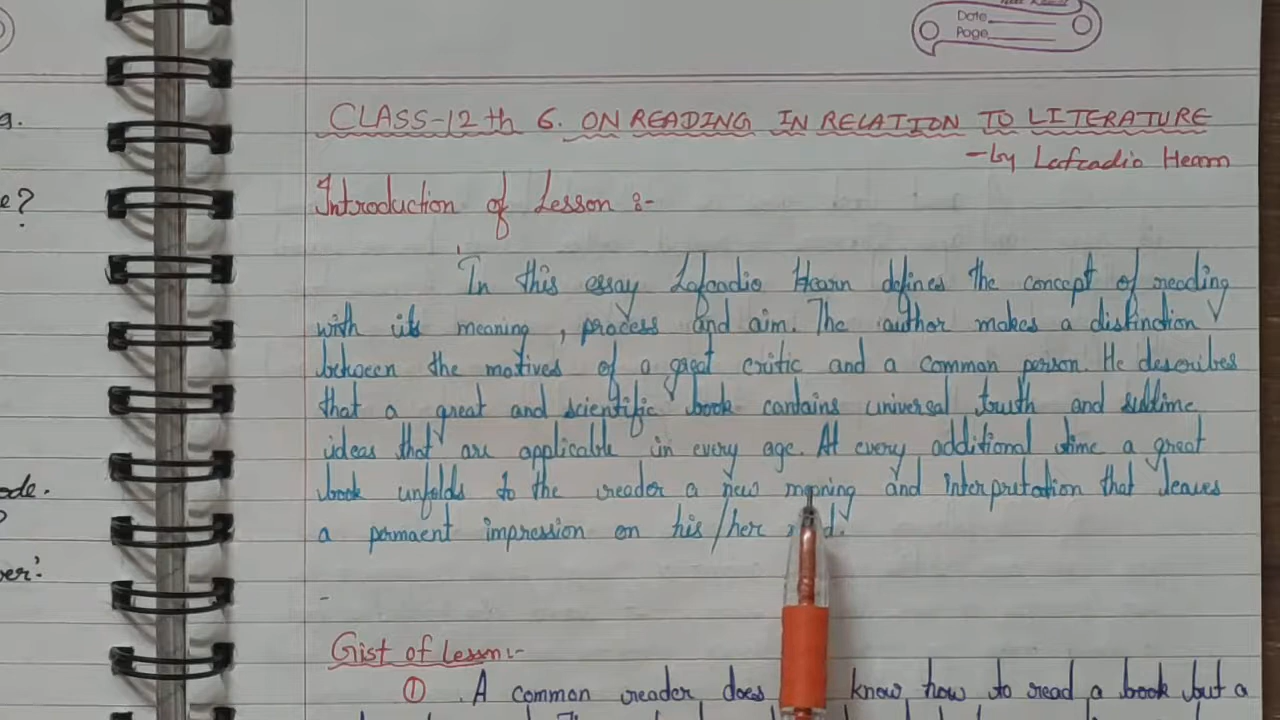 Date
Page
g.
CLASS-12th 6. ON READING IN RELATION TO LITERATURE
-by Lafcadio Hearn
e?
Introduction of Lesson :-
In this essay Lafcadio Hearn defines the concept of reading
with its meaning, process and aim. The author makes a distinction
between the motives of a great critic and a common person. He describes
that a great and scientific book contains universal truth and sublime
ideas that are applicable in every age. At every additional time a great
ode.
book unfolds to the reader a new meaning and interpretation that leaves
a permaent impression on his/her
er'.
Gist of Lesson:-
① A common reader does know how to read a book but a